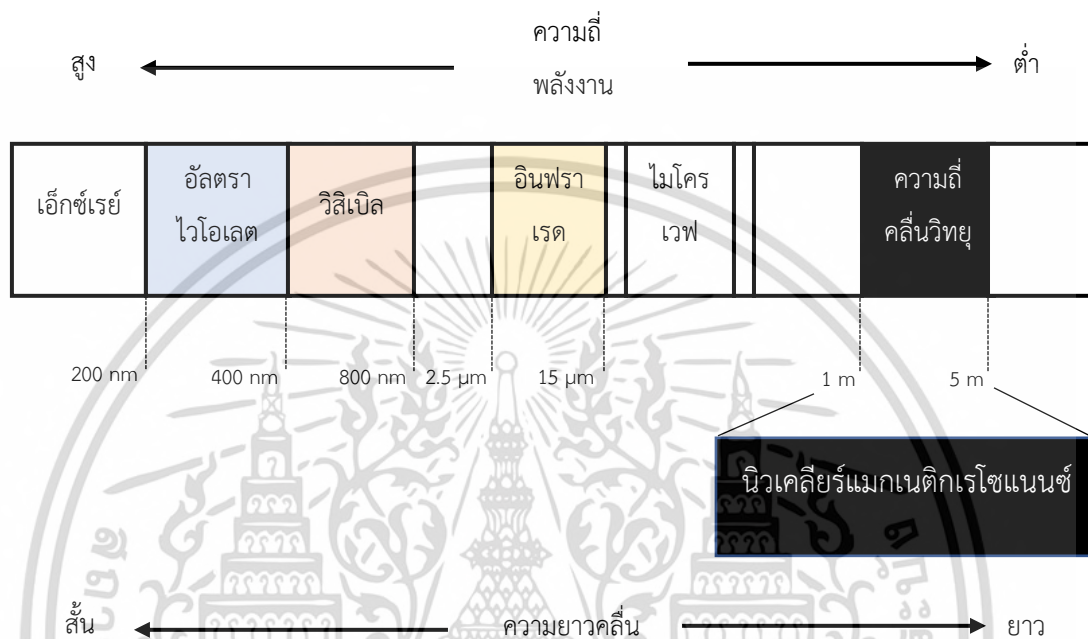 ความถี่
สูง
ต่ำ
พลังงาน
เอ็กซ์เรย์
อัลตรา
ไวโอเลต
วิสิเบิล
อินฟรา
เรด
ไมโคร
เวฟ
ความถี่
คลื่นวิทยุ
200 nm
400 nm
800 nm
2.5 µm
15 µm
1 m
5 m
นิวเคลียร์แมกเนติกเรโซแนนซ์
สั้น
ความยาวคลื่น
ยาว